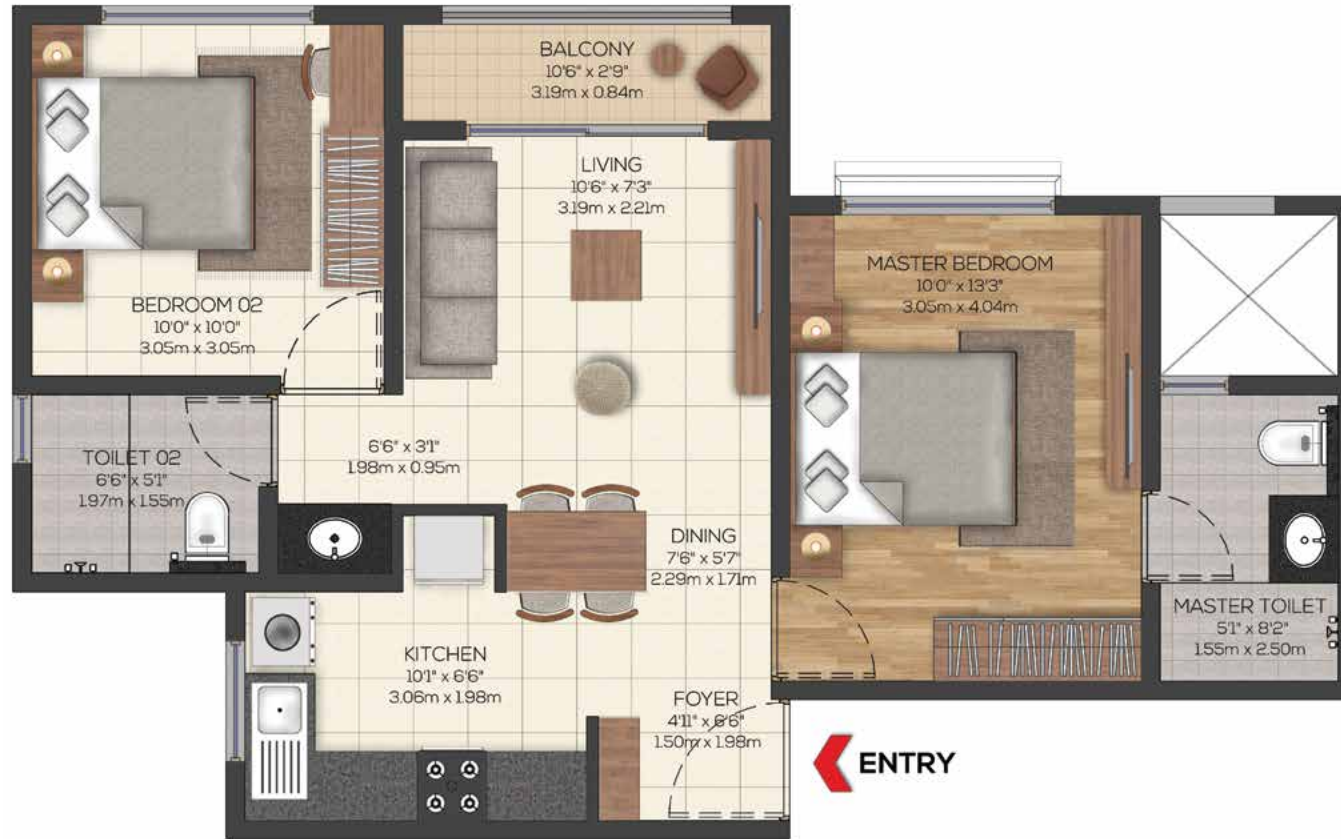 BALCONY
10'6" x 2'9"
3.19m x 0.84m
LIVING
10'6" x 7'3"
3.19m x 2.21m
MASTER BEDROOM
10'0" x 13'3"
3.05m x 4.04m
BEDROOM 02
10'0" x 10'0"
3.05m x 3.05m
6'6" x 3'1"
1.98m x 0.95m
TOILET 02
6'6" x 5'1"
1.97m x 1.55m
DINING
7'6" x 5'7"
2.29m x 1.71m
MASTER TOILET
5'1" x 8'2"
1.55m x 2.50m
KITCHEN
10'1" x 6'6"
3.06m x 1.98m
FOYER
4'11" x 6'6"
1.50m x 1.98m
ENTRY